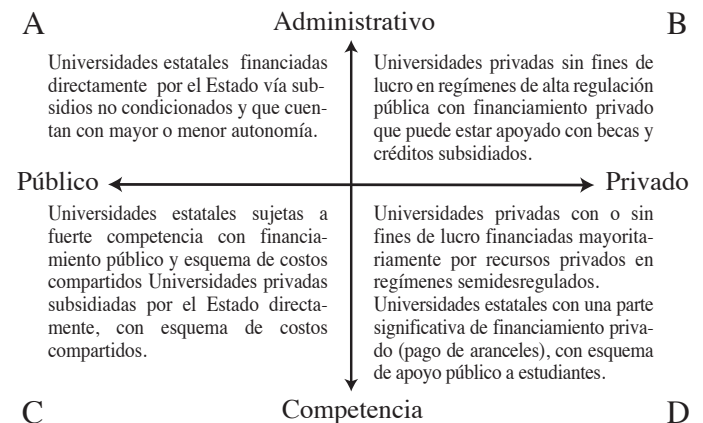 A
Administrativo
B
Universidades estatales financiadas
directamente por el Estado vía sub-
sidios no condicionados y que cuen-
tan con mayor o menor autonomía.
Universidades privadas sin fines de
lucro en regímenes de alta regulación
pública con financiamiento privado
que puede estar apoyado con becas y
créditos subsidiados.
Público
Privado
Universidades estatales sujetas a
fuerte competencia con financia-
miento público y esquema de costos
compartidos Universidades privadas
subsidiadas por el Estado directa-
mente, con esquema de costos
compartidos.
Universidades privadas con o sin
fines de lucro financiadas mayorita-
riamente por recursos privados en
regímenes semidesregulados.
Universidades estatales con una parte
significativa de financiamiento priva-
do (pago de aranceles), con esquema
de apoyo público a estudiantes.
C
Competencia
D